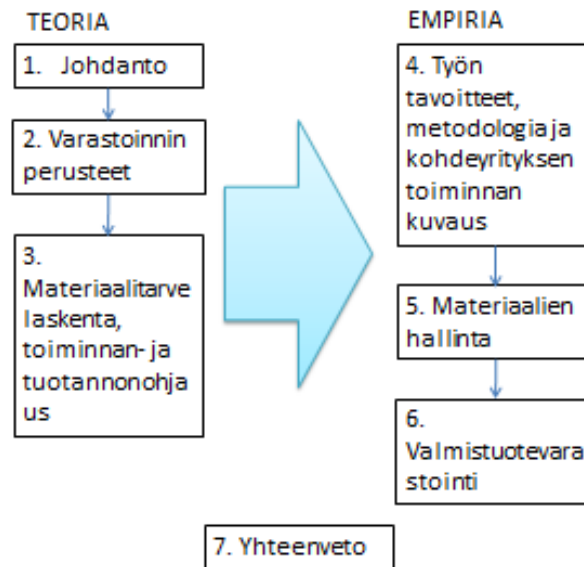 TEORIA
1. Johdanto
2. Varastoinnin
perusteet
3.
Materiaalitarve
laskenta,
toiminnan- ja
tuotannonohja
us
EMPIRIA
4. Työn
tavoitteet,
metodologia ja
kohdeyrityksen
toiminnan
kuvaus
5. Materiaalien
hallinta
6.
Valmistuotevara
stointi
7. Yhteenveto